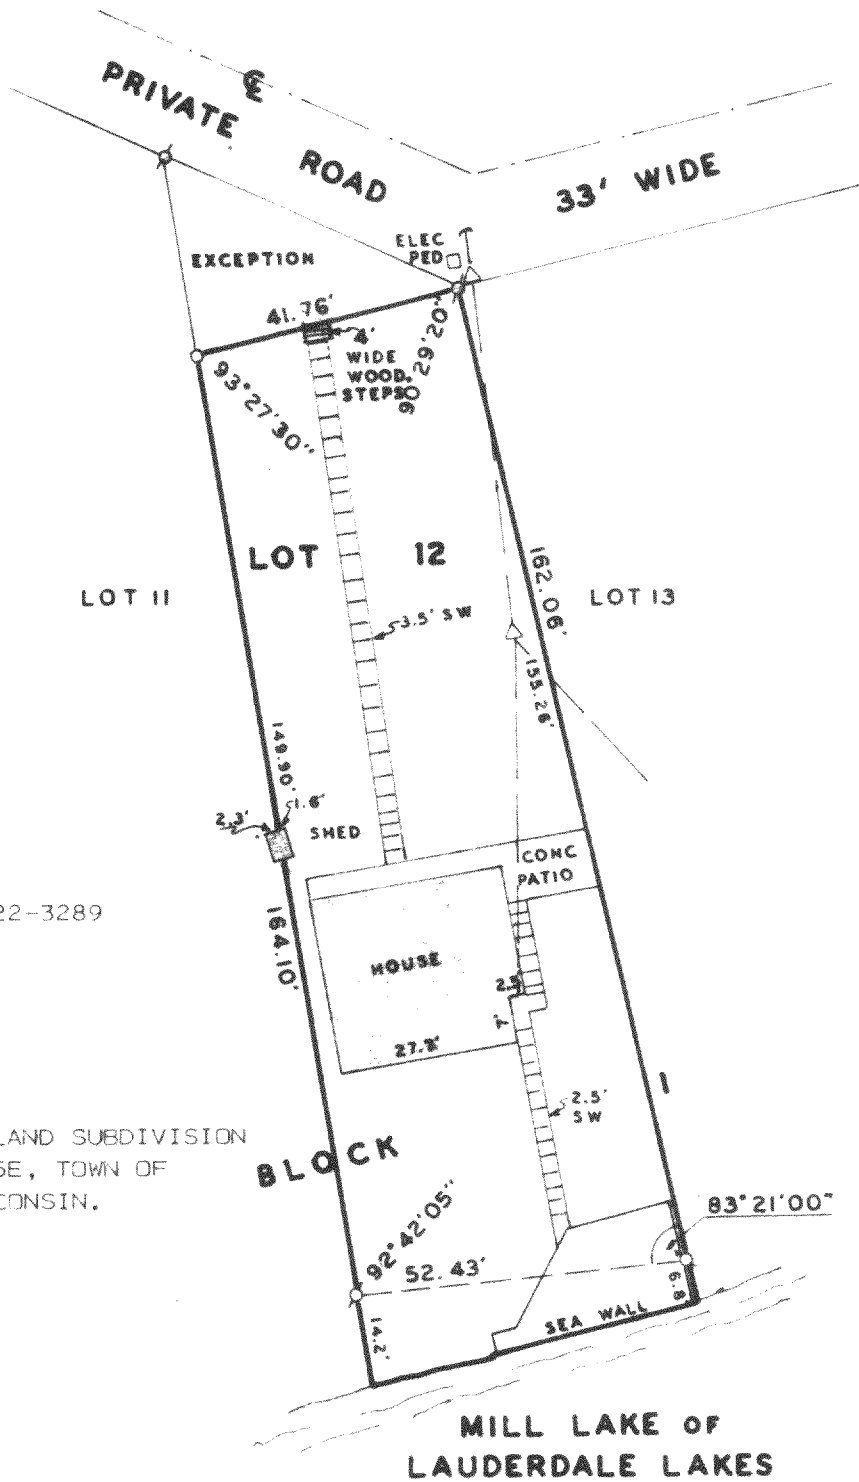 ℄
PRIVATE ROAD
33' WIDE
ELEC
PED
EXCEPTION
41.76'
4'
WIDE
WOOD.
STEPS
93°27'30"
90°29'20"
LOT 12
LOT 11
LOT 13
162.06'
3.5' SW
155.26'
149.90'
2.3'
1.6'
SHED
CONC
PATIO
22-3289
164.10'
HOUSE
2.5'
7'
27.8'
2.5'
SW
LAND SUBDIVISION
SE, TOWN OF
CONSIN.
BLOCK 1
92°42'05"
83°21'00"
52.43'
6.8
14.2'
SEA WALL
MILL LAKE OF
LAUDERDALE LAKES